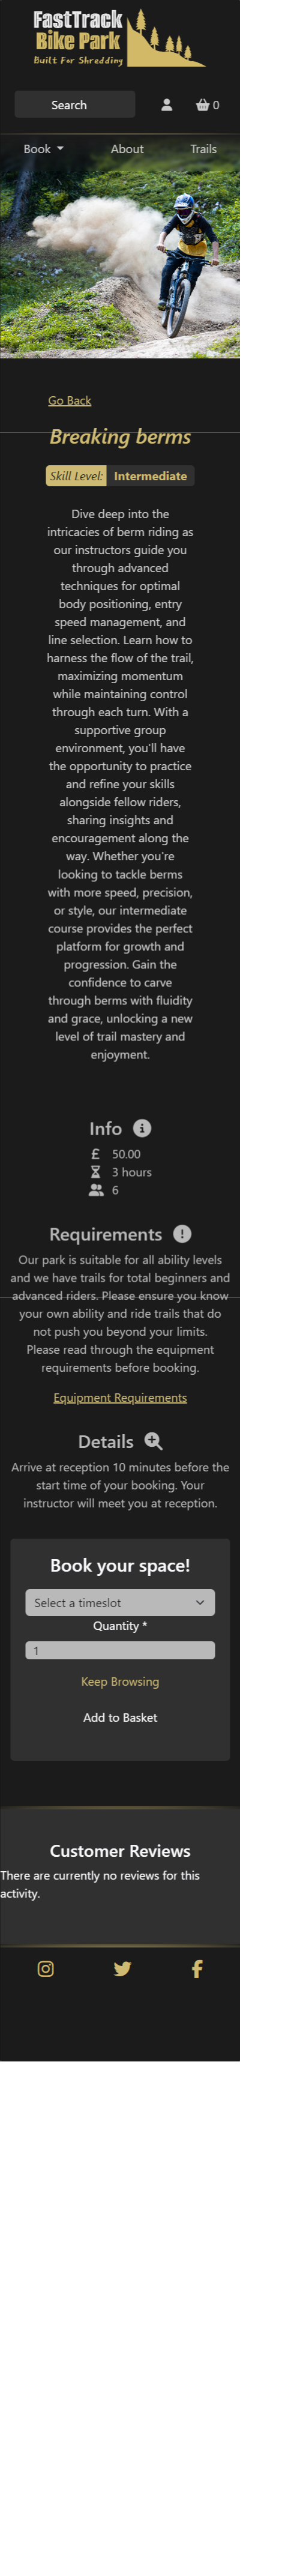 FastTrack
Bike Park
Built For Shredding
Search
0
Book
About
Trails
Go Back
Breaking berms
Skill Level: Intermediate
Dive deep into the
intricacies of berm riding as
our instructors guide you
through advanced
techniques for optimal
body positioning, entry
speed management, and
line selection. Learn how to
harness the flow of the trail,
maximizing momentum
while maintaining control
through each turn. With a
supportive group
environment, you'll have
the opportunity to practice
and refine your skills
alongside fellow riders,
sharing insights and
encouragement along the
way. Whether you're
looking to tackle berms
with more speed, precision,
or style, our intermediate
course provides the perfect
platform for growth and
progression. Gain the
confidence to carve
through berms with fluidity
and grace, unlocking a new
level of trail mastery and
enjoyment.
Info
£ 50.00
3 hours
6
Requirements
Our park is suitable for all ability levels
and we have trails for total beginners and
advanced riders. Please ensure you know
your own ability and ride trails that do
not push you beyond your limits.
Please read through the equipment
requirements before booking.
Equipment Requirements
Details
Arrive at reception 10 minutes before the
start time of your booking. Your
instructor will meet you at reception.
Book your space!
Select a timeslot
Quantity *
1
Keep Browsing
Add to Basket
Customer Reviews
There are currently no reviews for this
activity.